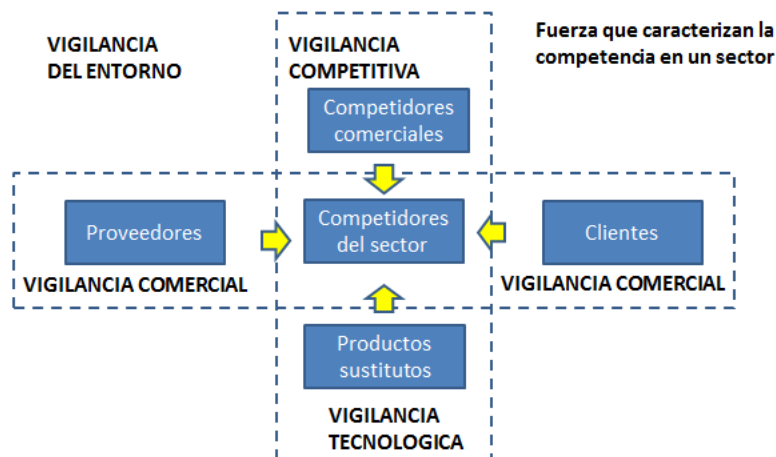 VIGILANCIA
DEL ENTORNO
VIGILANCIA
COMPETITIVA
Fuerza que caracterizan la
competencia en un sector
Competidores
comerciales
Proveedores
Competidores
del sector
Clientes
VIGILANCIA COMERCIAL
VIGILANCIA COMERCIAL
Productos
sustitutos
VIGILANCIA
TECNOLOGICA